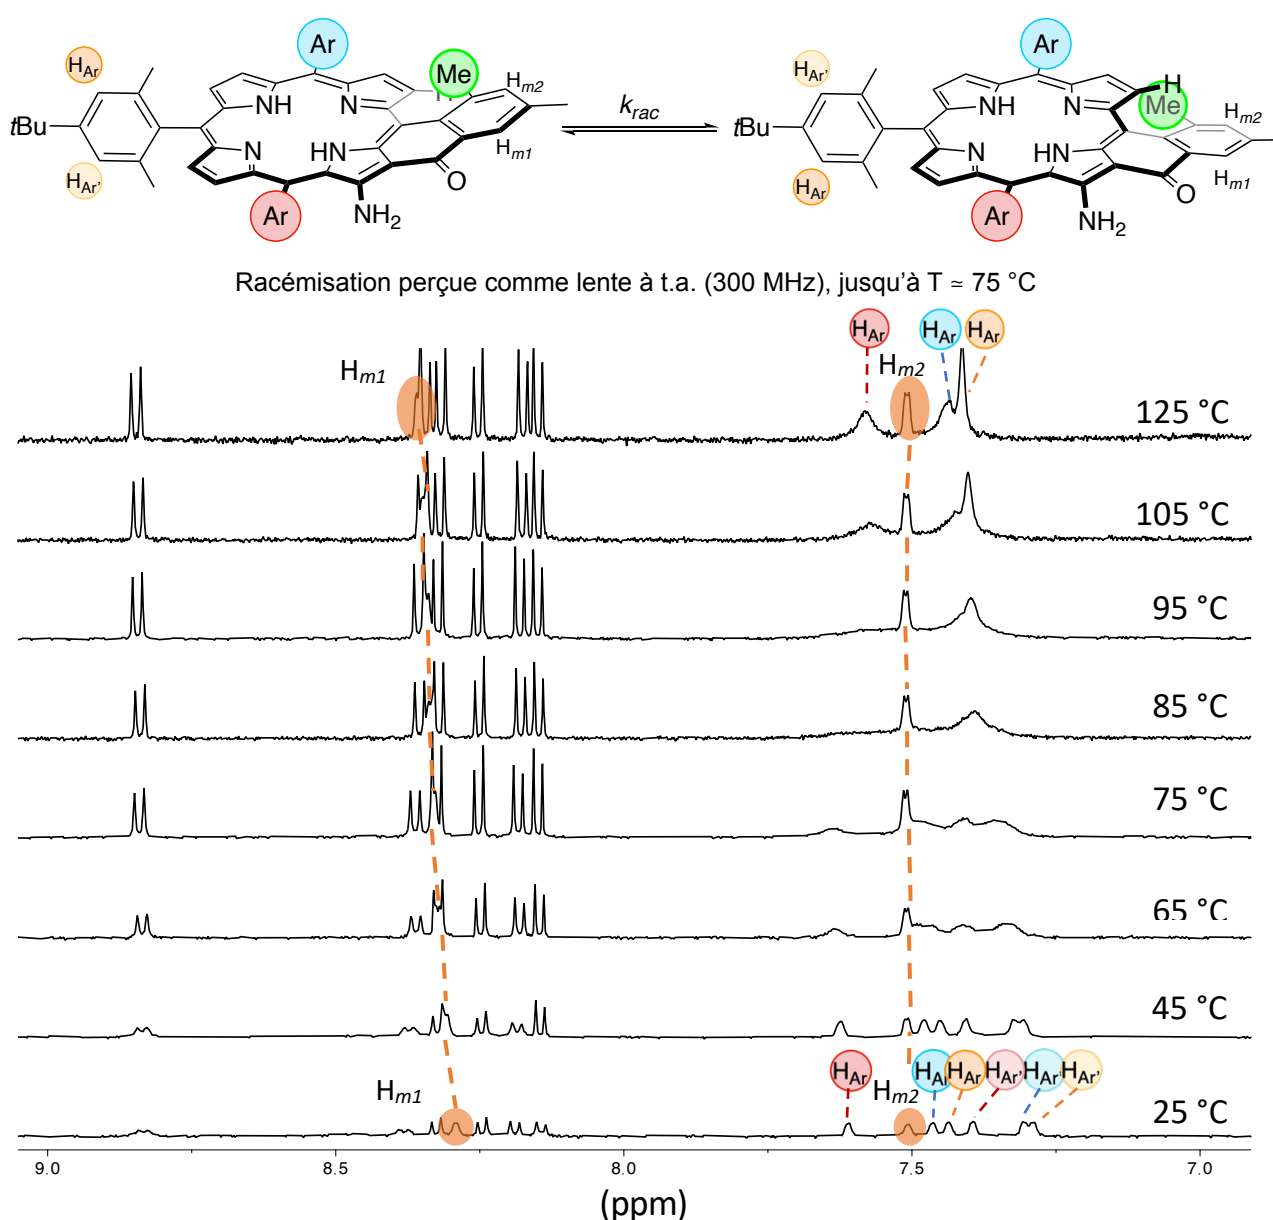 Ar
Me
H
Hm2
HAr
tBu
NH
N
N
HN
Hm1
HAr'
O
Ar
NH2
krac
Ar
H
Me
Hm2
HAr'
tBu
NH
N
N
HN
Hm1
HAr
O
Ar
NH2
Racémisation perçue comme lente à t.a. (300 MHz), jusqu'à T ≃ 75 °C
HAr HAr HAr
Hm1 Hm2
125 °C
105 °C
95 °C
85 °C
75 °C
65 °C
45 °C
HAr Hm2 HAr HAr HAr' HAr' HAr'
Hm1
25 °C
9.0 8.5 8.0 7.5 7.0
(ppm)